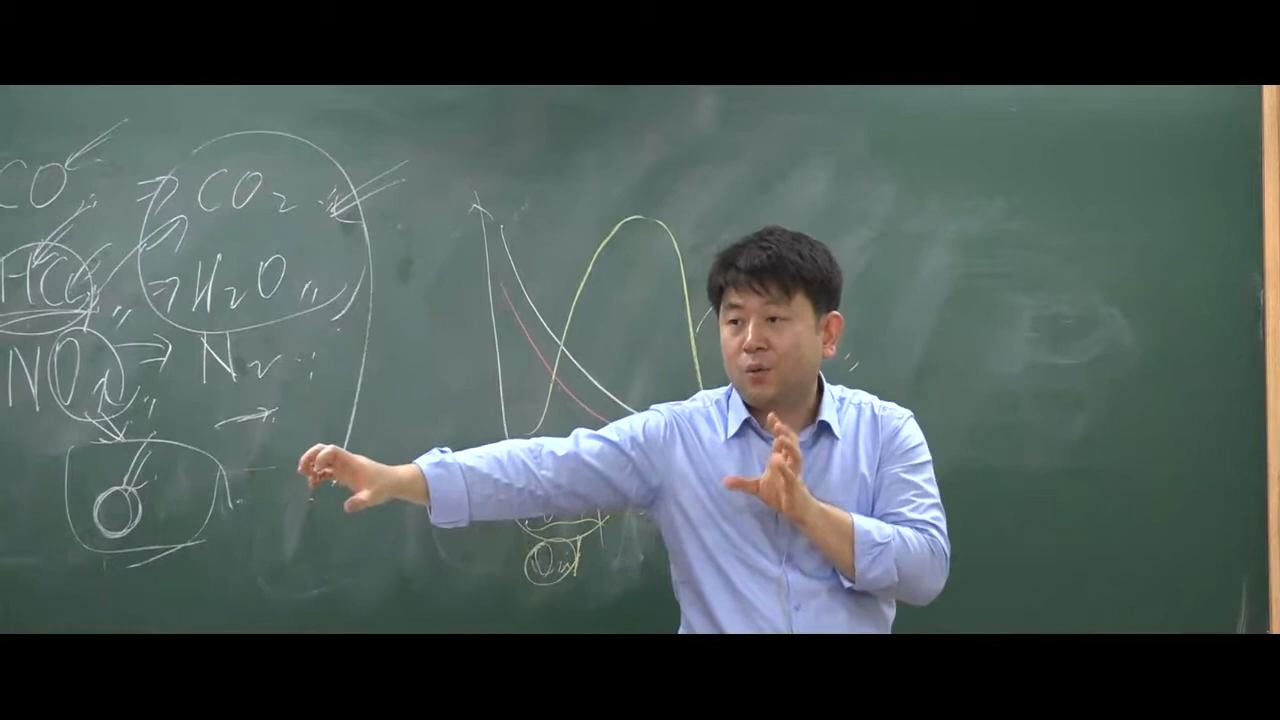 CO → CO₂
HC → H₂O
NOx → N₂
O
O₂